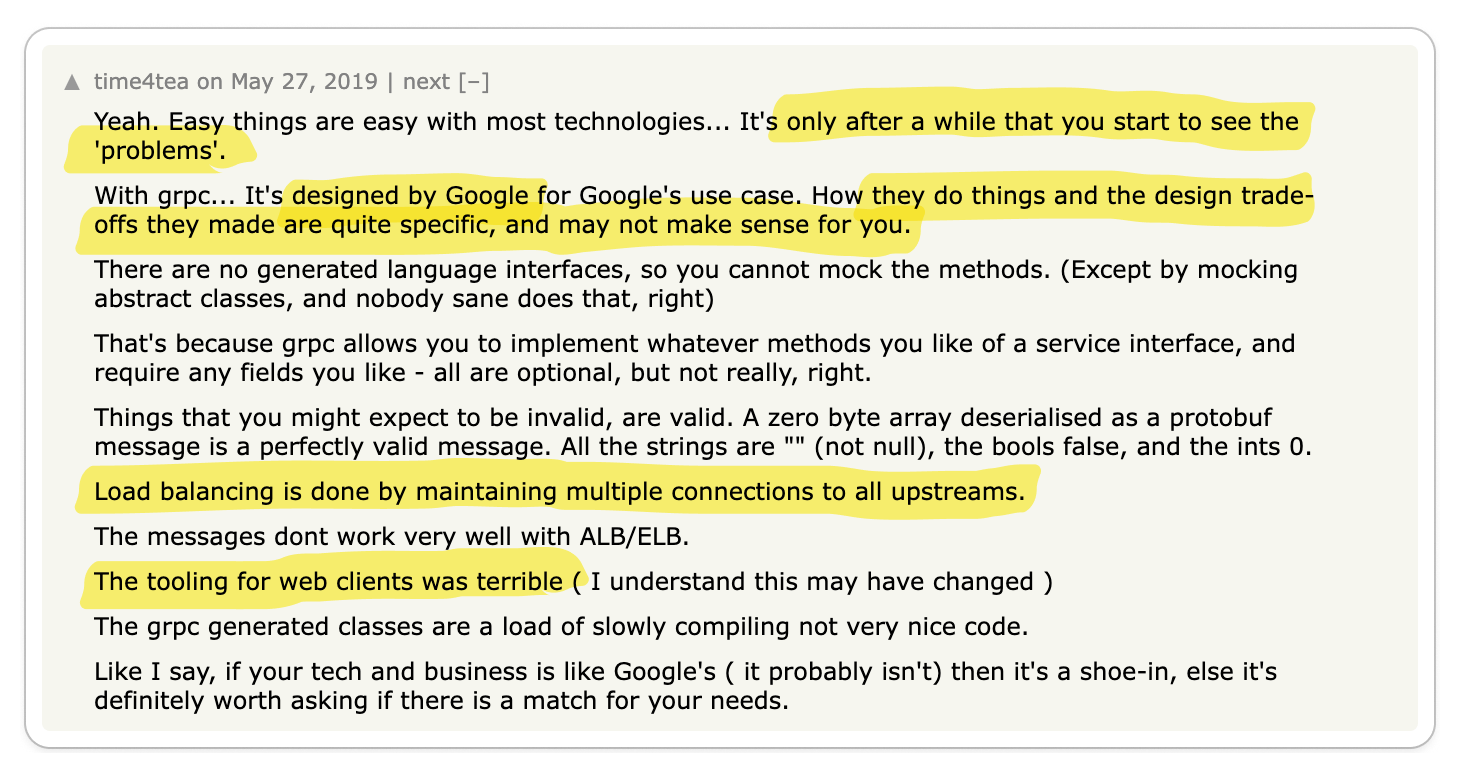 ▲ time4tea on May 27, 2019 | next [–]
Yeah. Easy things are easy with most technologies... It's only after a while that you start to see the
'problems'.
With grpc... It's designed by Google for Google's use case. How they do things and the design trade-
offs they made are quite specific, and may not make sense for you.
There are no generated language interfaces, so you cannot mock the methods. (Except by mocking
abstract classes, and nobody sane does that, right)
That's because grpc allows you to implement whatever methods you like of a service interface, and
require any fields you like - all are optional, but not really, right.
Things that you might expect to be invalid, are valid. A zero byte array deserialised as a protobuf
message is a perfectly valid message. All the strings are "" (not null), the bools false, and the ints 0.
Load balancing is done by maintaining multiple connections to all upstreams.
The messages dont work very well with ALB/ELB.
The tooling for web clients was terrible ( I understand this may have changed )
The grpc generated classes are a load of slowly compiling not very nice code.
Like I say, if your tech and business is like Google's ( it probably isn't) then it's a shoe-in, else it's
definitely worth asking if there is a match for your needs.